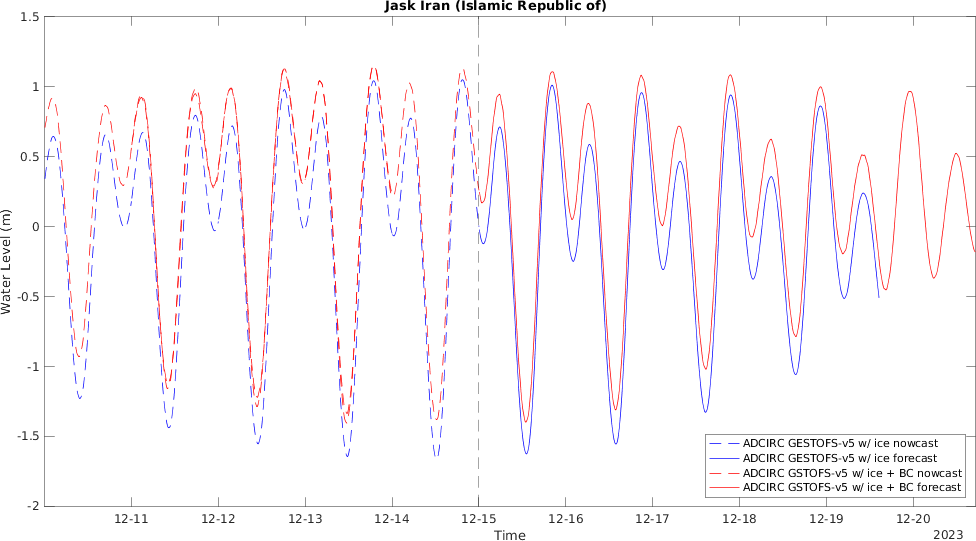 Jask Iran (Islamic Republic of)
1.5
1
0.5
0
-0.5
-1
-1.5
-2
Water Level (m)
ADCIRC GESTOFS-v5 w/ ice nowcast
ADCIRC GESTOFS-v5 w/ ice forecast
ADCIRC GSTOFS-v5 w/ ice + BC nowcast
ADCIRC GSTOFS-v5 w/ ice + BC forecast
12-11 12-12 12-13 12-14 12-15 12-16 12-17 12-18 12-19 12-20
Time
2023